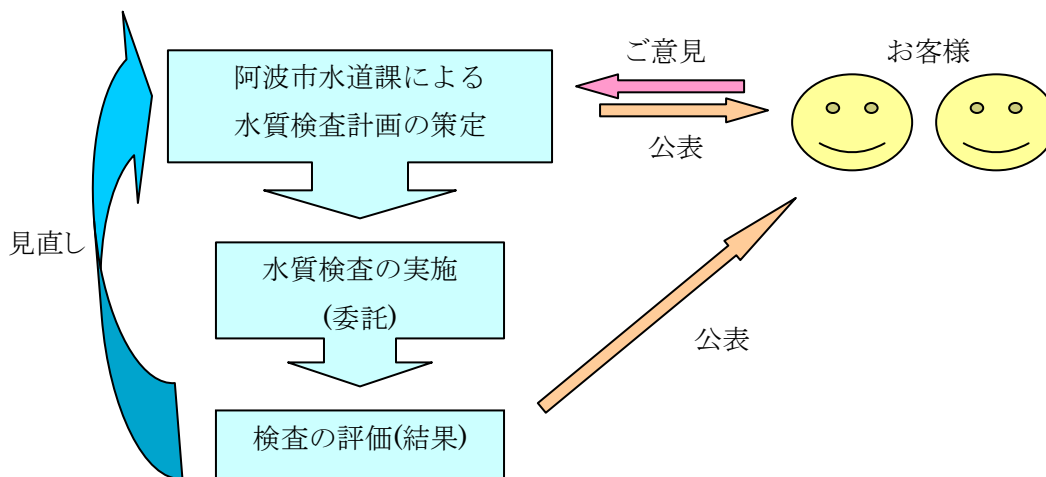 ご意見
お客様
阿波市水道課による
水質検査計画の策定
公表
見直し
水質検査の実施
(委託)
公表
検査の評価(結果)